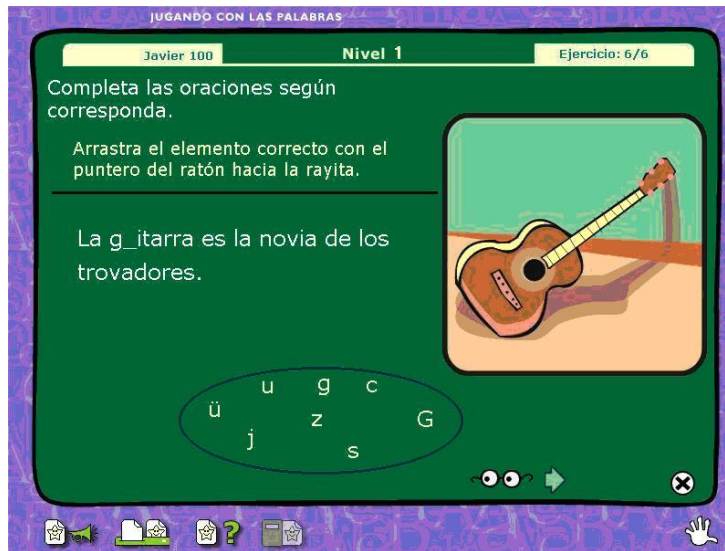 JUGANDO CON LAS PALABRAS
Javier 100
Nivel 1
Ejercicio: 6/6
Completa las oraciones según
corresponda.
Arrastra el elemento correcto con el
puntero del ratón hacia la rayita.
La g_itarra es la novia de los
trovadores.
u g c
ü z G
j s
?